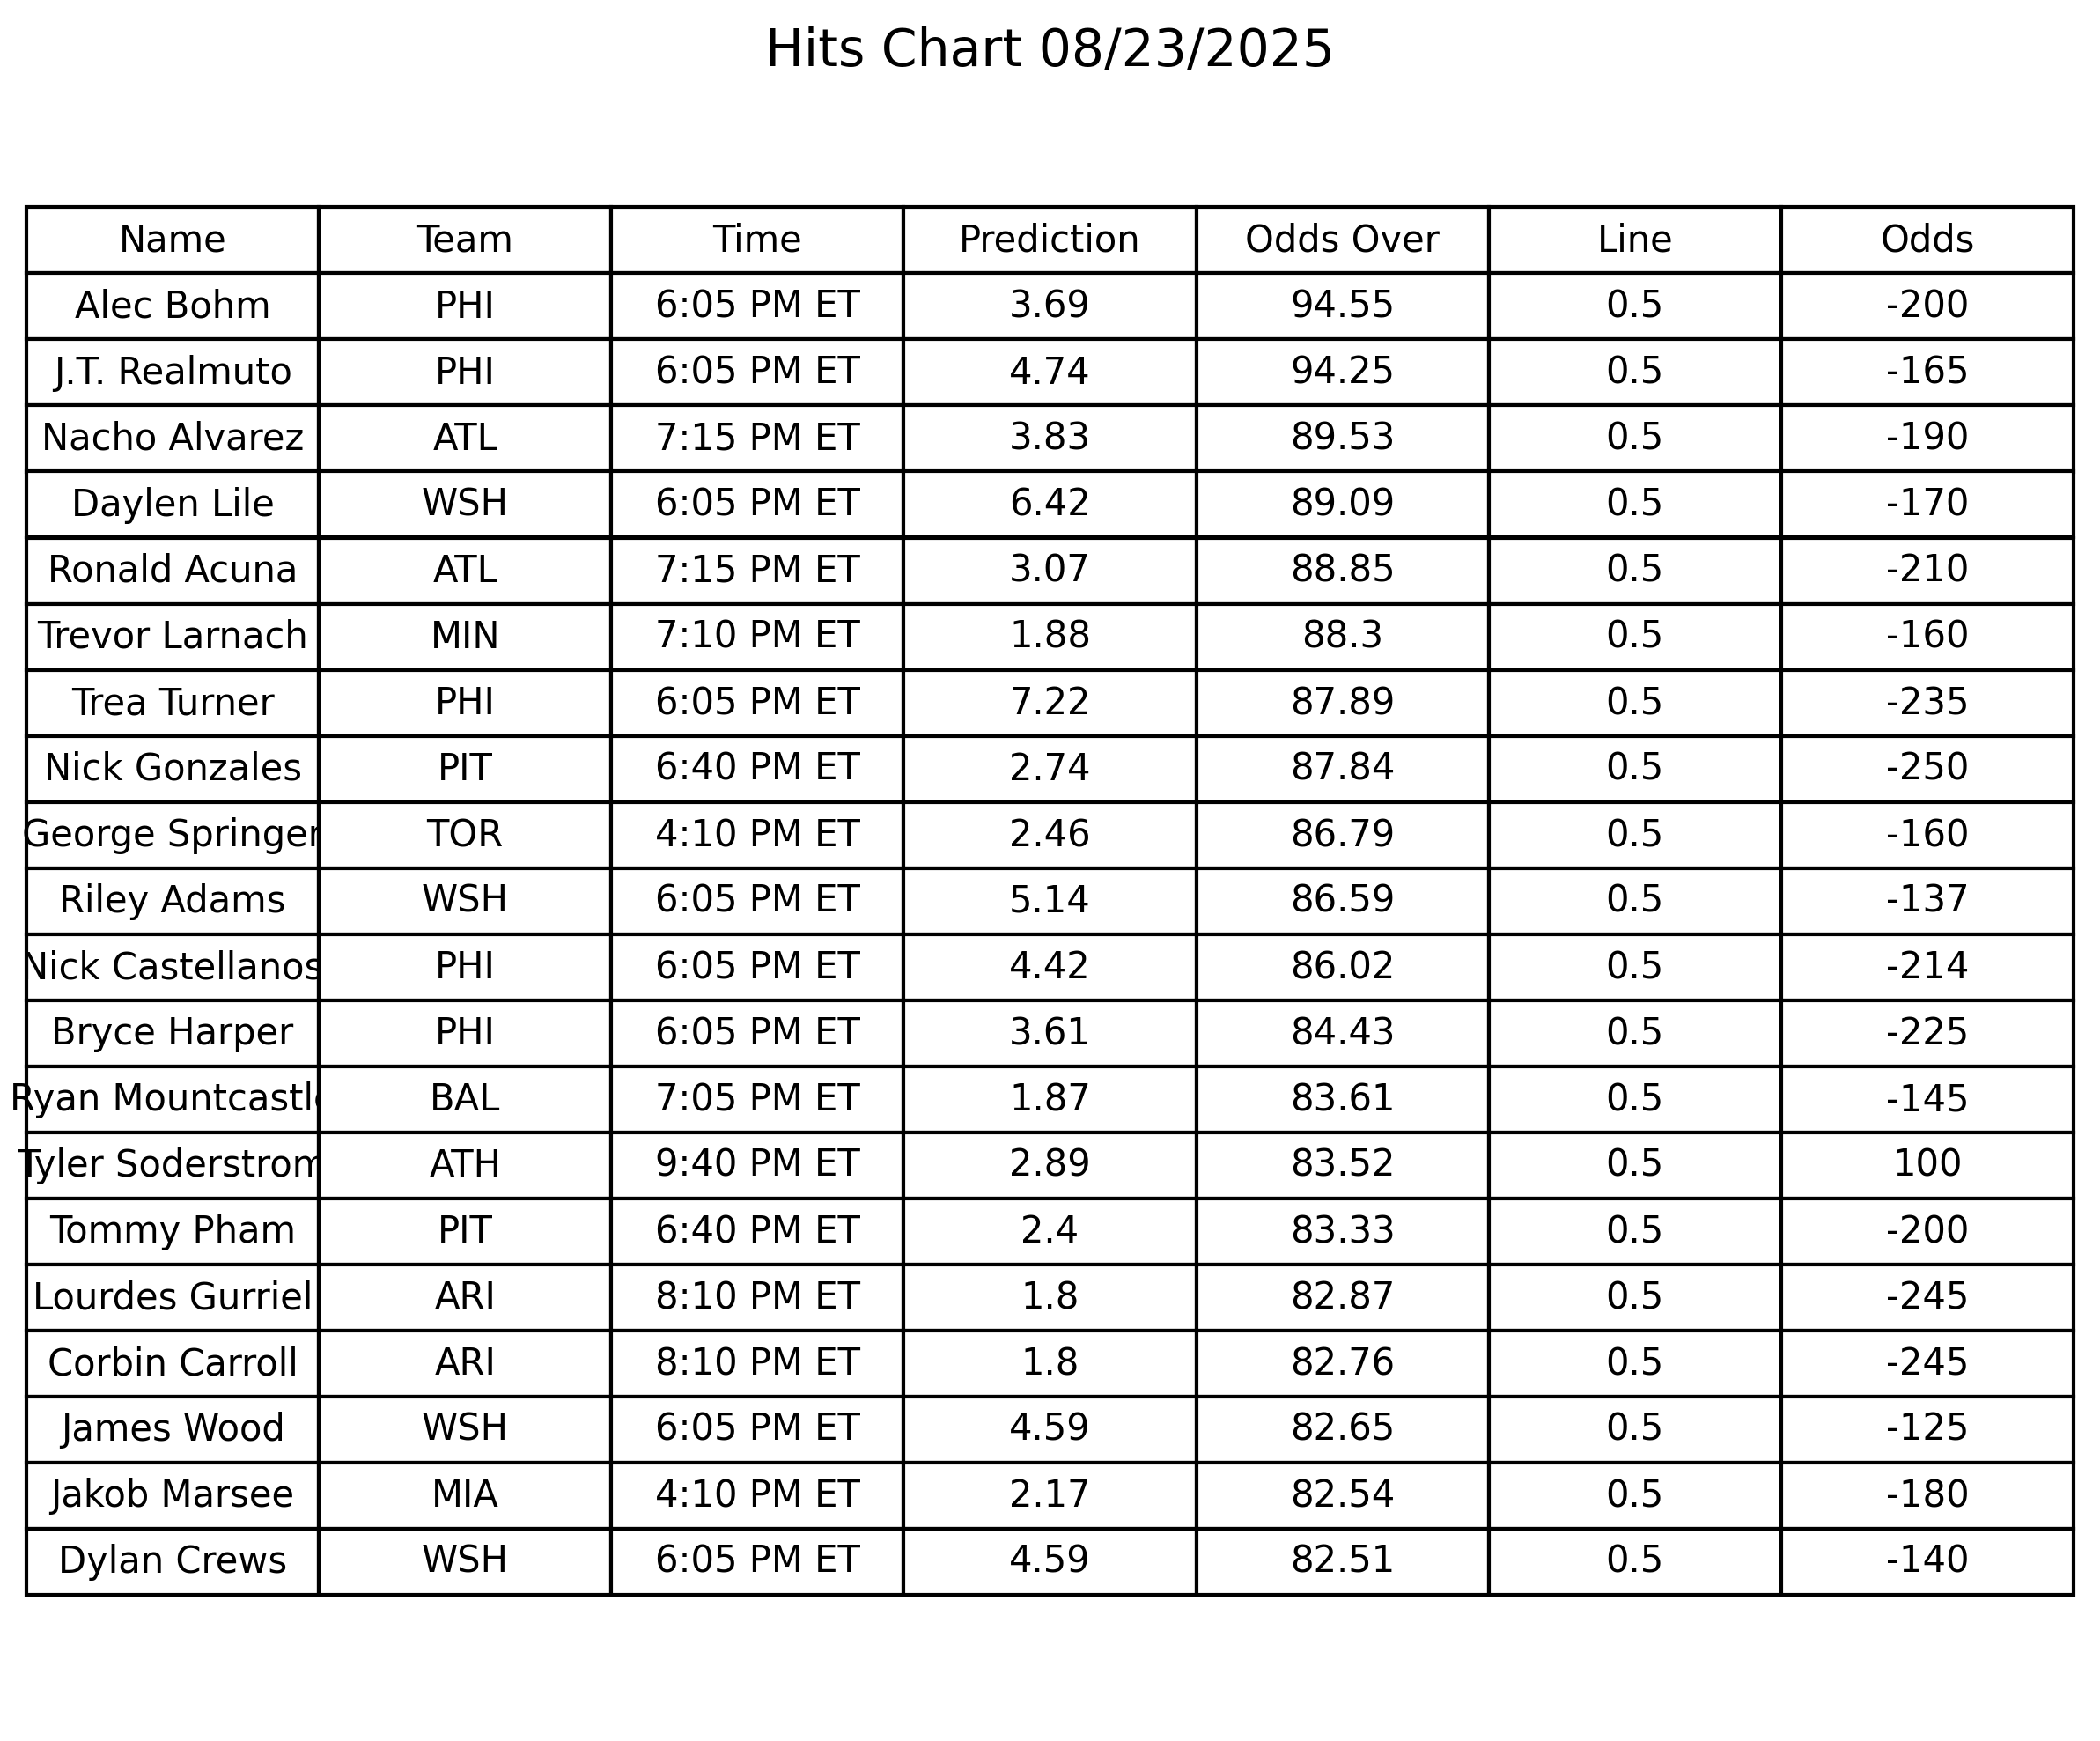 Hits Chart 08/23/2025
Name Team Time Prediction Odds Over Line Odds
Alec Bohm PHI 6:05 PM ET 3.69 94.55 0.5 -200
J.T. Realmuto PHI 6:05 PM ET 4.74 94.25 0.5 -165
Nacho Alvarez ATL 7:15 PM ET 3.83 89.53 0.5 -190
Daylen Lile WSH 6:05 PM ET 6.42 89.09 0.5 -170
Ronald Acuna ATL 7:15 PM ET 3.07 88.85 0.5 -210
Trevor Larnach MIN 7:10 PM ET 1.88 88.3 0.5 -160
Trea Turner PHI 6:05 PM ET 7.22 87.89 0.5 -235
Nick Gonzales PIT 6:40 PM ET 2.74 87.84 0.5 -250
George Springer TOR 4:10 PM ET 2.46 86.79 0.5 -160
Riley Adams WSH 6:05 PM ET 5.14 86.59 0.5 -137
Nick Castellanos PHI 6:05 PM ET 4.42 86.02 0.5 -214
Bryce Harper PHI 6:05 PM ET 3.61 84.43 0.5 -225
Ryan Mountcastle BAL 7:05 PM ET 1.87 83.61 0.5 -145
Tyler Soderstrom ATH 9:40 PM ET 2.89 83.52 0.5 100
Tommy Pham PIT 6:40 PM ET 2.4 83.33 0.5 -200
Lourdes Gurriel ARI 8:10 PM ET 1.8 82.87 0.5 -245
Corbin Carroll ARI 8:10 PM ET 1.8 82.76 0.5 -245
James Wood WSH 6:05 PM ET 4.59 82.65 0.5 -125
Jakob Marsee MIA 4:10 PM ET 2.17 82.54 0.5 -180
Dylan Crews WSH 6:05 PM ET 4.59 82.51 0.5 -140